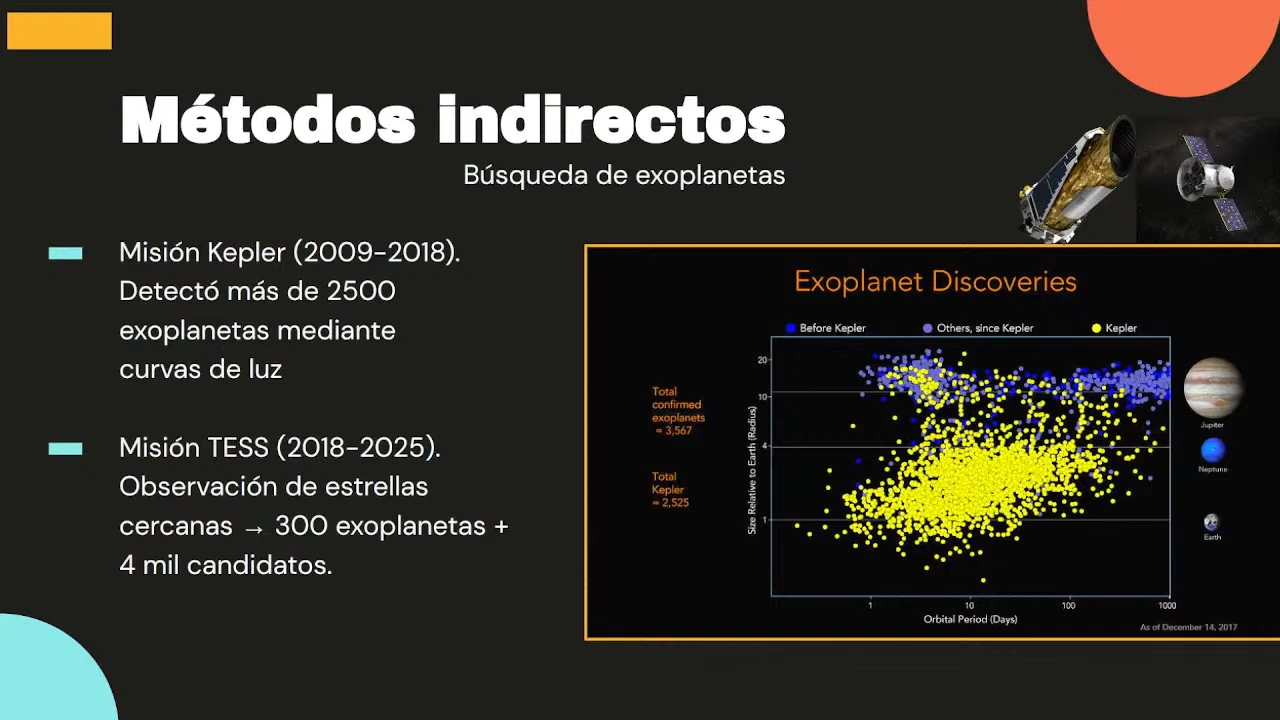 Métodos indirectos
Búsqueda de exoplanetas
Misión Kepler (2009-2018).
Detectó más de 2500
exoplanetas mediante
curvas de luz
Misión TESS (2018-2025).
Observación de estrellas
cercanas → 300 exoplanetas +
4 mil candidatos.
Exoplanet Discoveries
Before Kepler
Others, since Kepler
Kepler
Total
confirmed
exoplanets
= 3,567
Total
Kepler
= 2,525
Size Relative to Earth (Radius)
20
10
4
1
1
10
100
1000
Orbital Period (Days)
Jupiter
Neptune
Earth
As of December 14, 2017